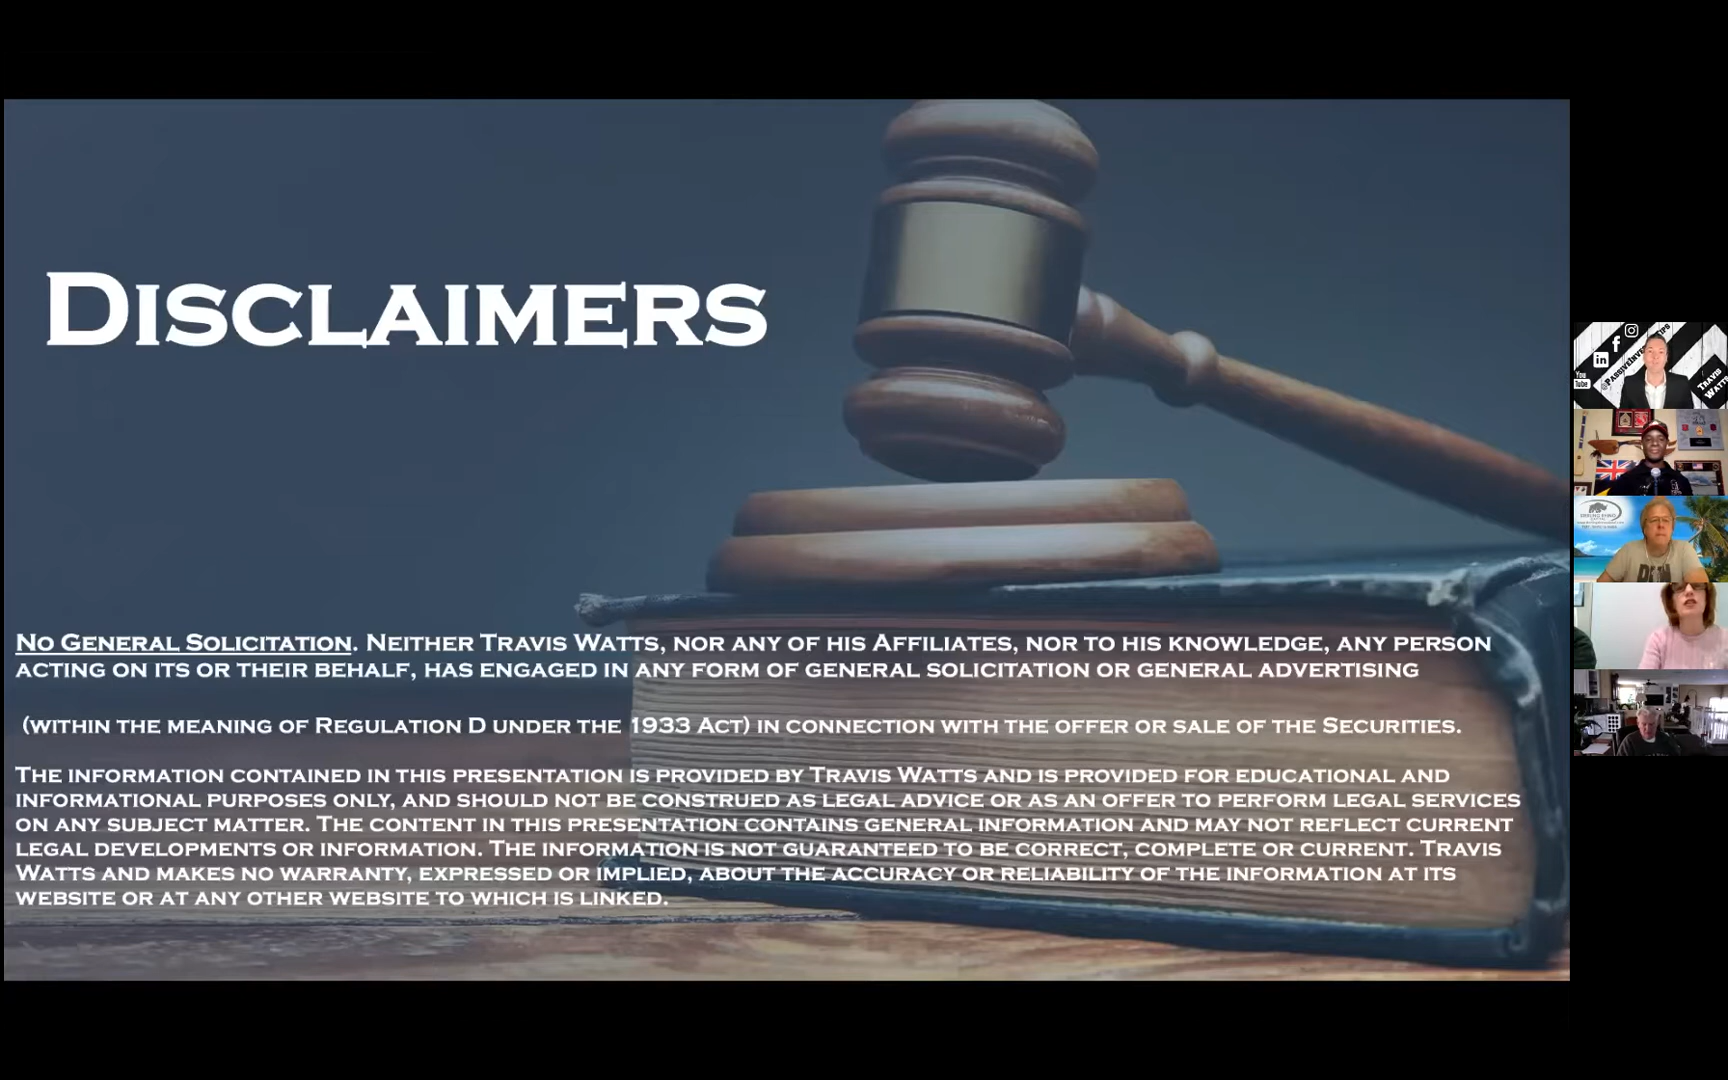 DISCLAIMERS
NO GENERAL SOLICITATION. NEITHER TRAVIS WATTS, NOR ANY OF HIS AFFILIATES, NOR TO HIS KNOWLEDGE, ANY PERSON
ACTING ON ITS OR THEIR BEHALF, HAS ENGAGED IN ANY FORM OF GENERAL SOLICITATION OR GENERAL ADVERTISING
(WITHIN THE MEANING OF REGULATION D UNDER THE 1933 ACT) IN CONNECTION WITH THE OFFER OR SALE OF THE SECURITIES.
THE INFORMATION CONTAINED IN THIS PRESENTATION IS PROVIDED BY TRAVIS WATTS AND IS PROVIDED FOR EDUCATIONAL AND
INFORMATIONAL PURPOSES ONLY, AND SHOULD NOT BE CONSTRUED AS LEGAL ADVICE OR AS AN OFFER TO PERFORM LEGAL SERVICES
ON ANY SUBJECT MATTER. THE CONTENT IN THIS PRESENTATION CONTAINS GENERAL INFORMATION AND MAY NOT REFLECT CURRENT
LEGAL DEVELOPMENTS OR INFORMATION. THE INFORMATION IS NOT GUARANTEED TO BE CORRECT, COMPLETE OR CURRENT. TRAVIS
WATTS AND MAKES NO WARRANTY, EXPRESSED OR IMPLIED, ABOUT THE ACCURACY OR RELIABILITY OF THE INFORMATION AT ITS
WEBSITE OR AT ANY OTHER WEBSITE TO WHICH IS LINKED.
in
f
You
Tube
TRAVIS
WATTS